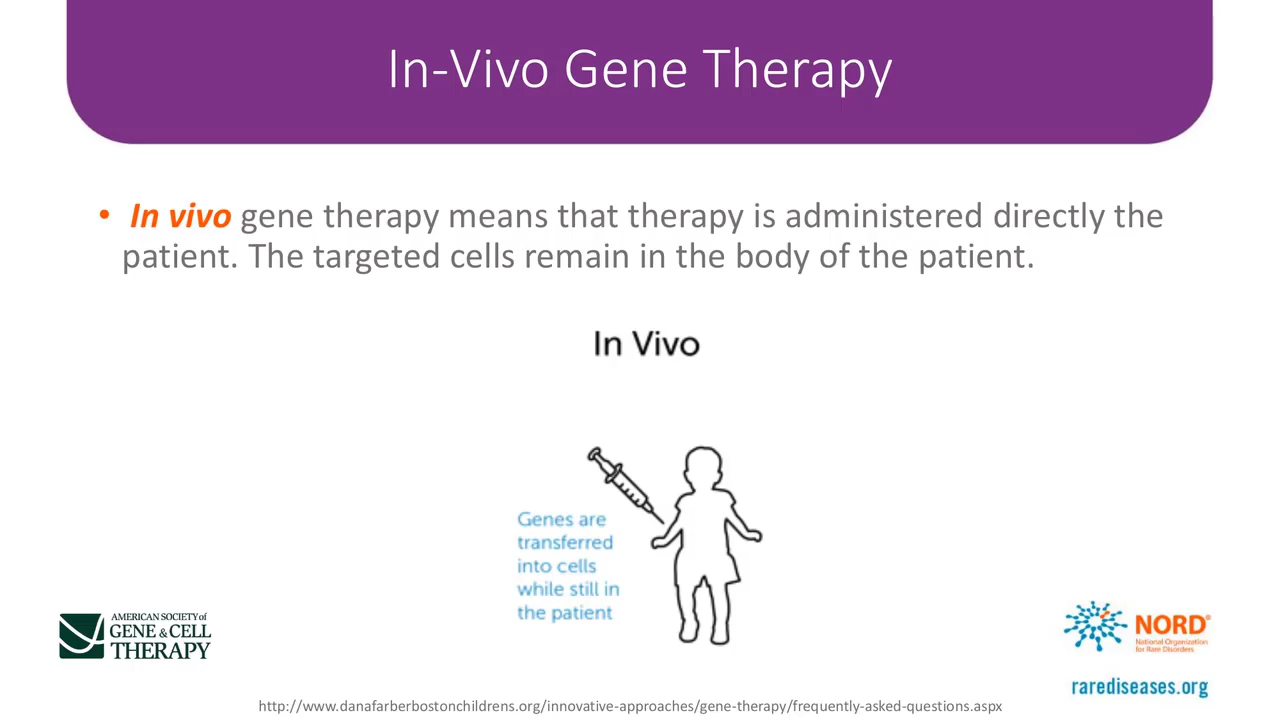 In-Vivo Gene Therapy
• In vivo gene therapy means that therapy is administered directly the
patient. The targeted cells remain in the body of the patient.
In Vivo
Genes are
transferred
into cells
while still in
the patient
AMERICAN SOCIETY of
GENE & CELL
THERAPY
NORD®
National Organization
for Rare Disorders
rarediseases.org
http://www.danafarberbostonchildrens.org/innovative-approaches/gene-therapy/frequently-asked-questions.aspx